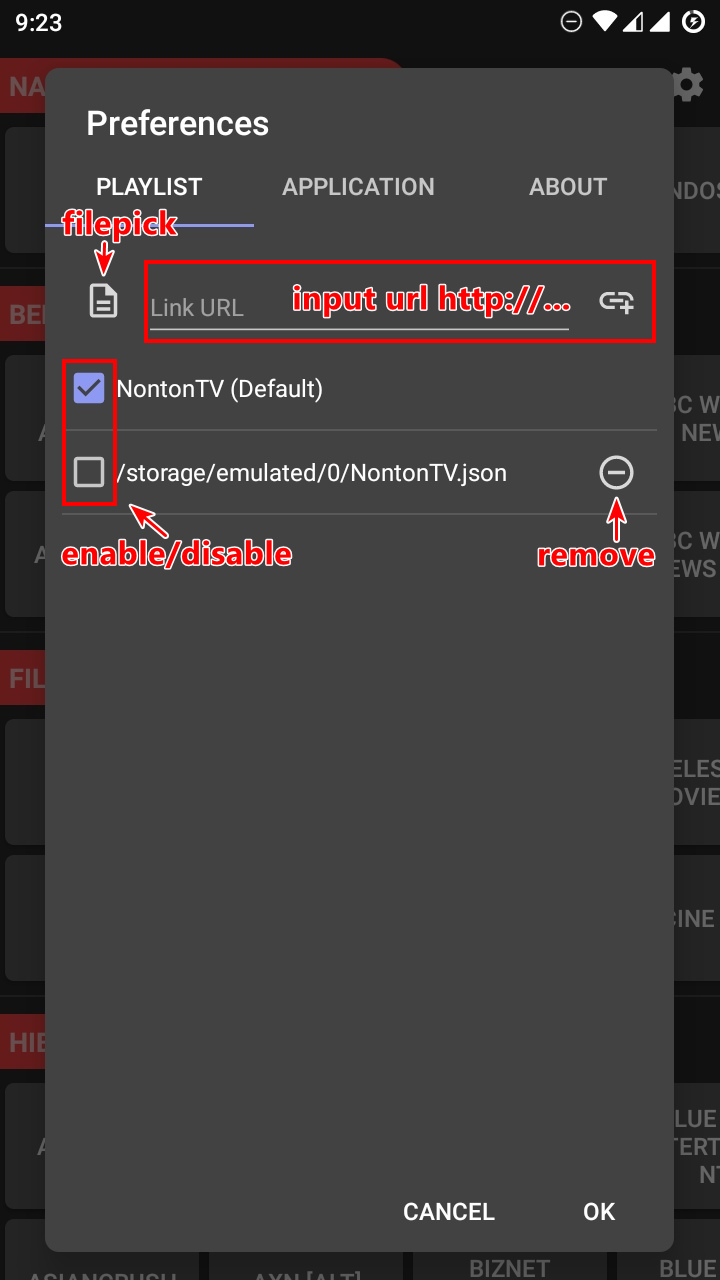 9:23
NA
Preferences
PLAYLIST
APPLICATION
ABOUT
filepick
Link URL
input url http://...
NontonTV (Default)
/storage/emulated/0/NontonTV.json
enable/disable
remove
BE
FIL
HIE
NDOS
BC W
NEW
BC W
EWS
ELES
OVIE
CINE
LUE
TERT
NT
CANCEL
OK
ASIANCRUSH
AXN [ALT]
BIZNET
BLUE